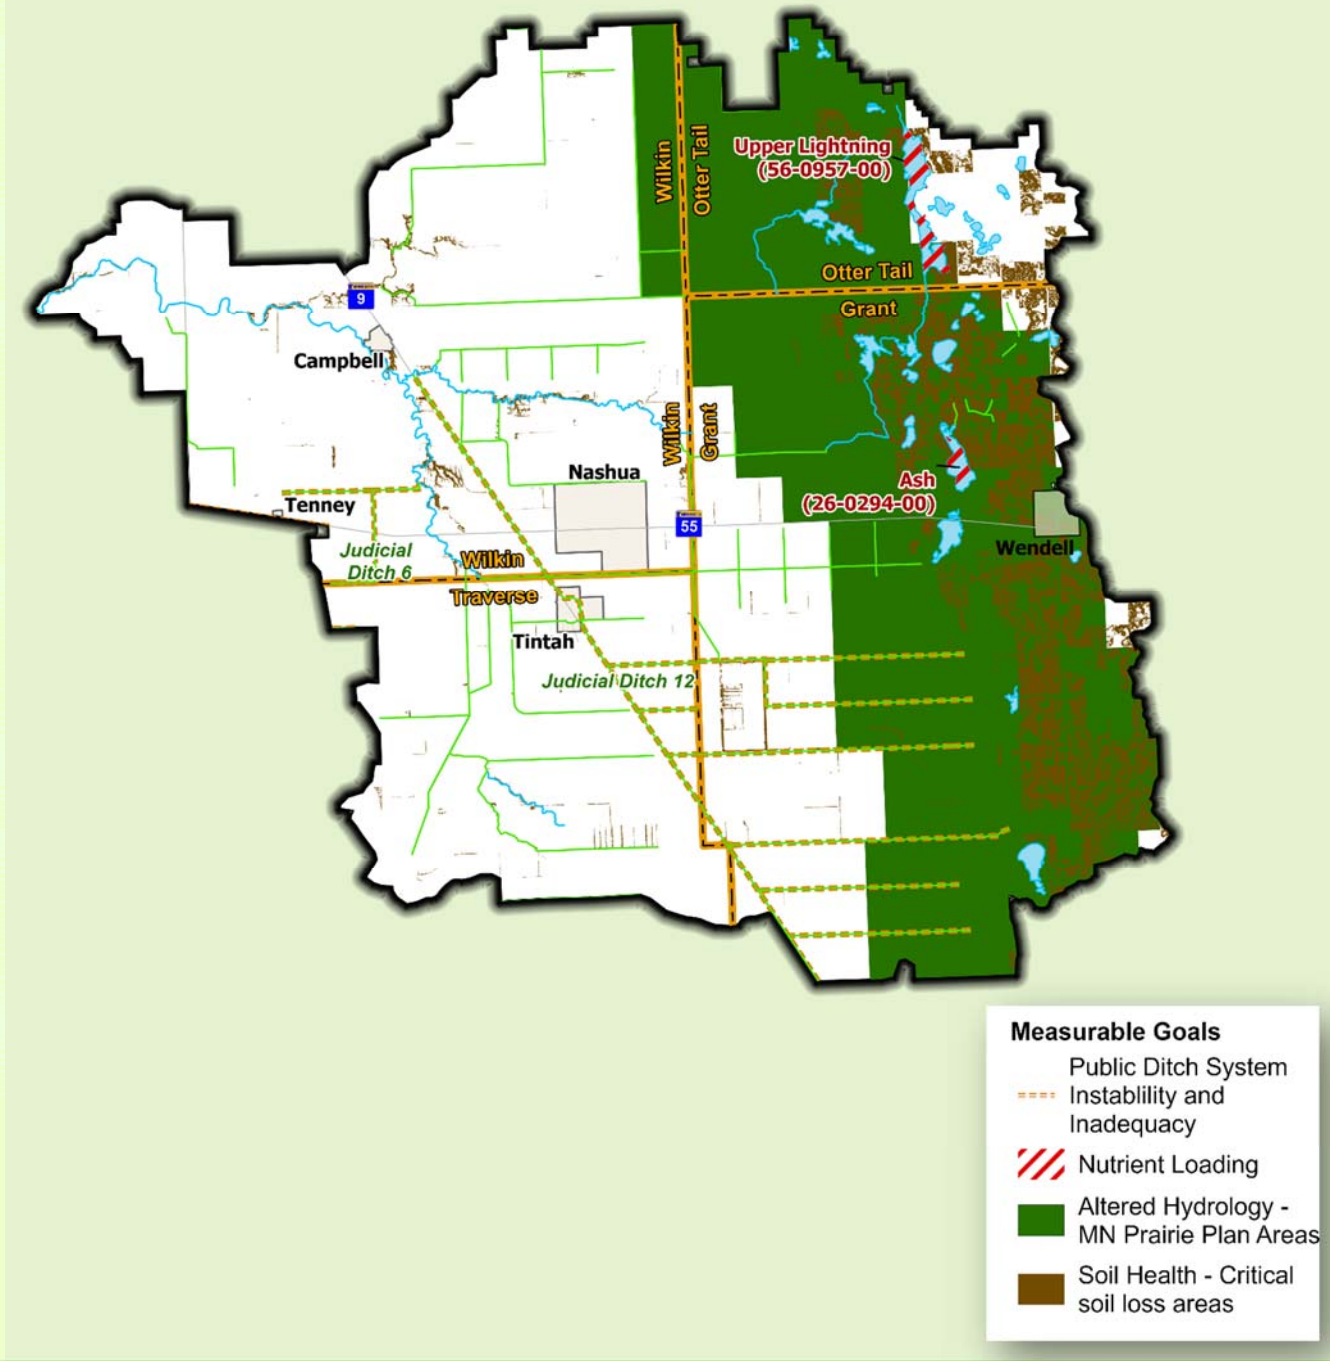 Wilkin
Otter Tail
Upper Lightning
(56-0957-00)
Otter Tail
Grant
9
Campbell
Wilkin
Grant
Nashua
Ash
(26-0294-00)
Tenney
55
Wendell
Judicial
Ditch 6
Wilkin
Traverse
Tintah
Judicial Ditch 12
Measurable Goals
Public Ditch System
Instablility and
Inadequacy
Nutrient Loading
Altered Hydrology -
MN Prairie Plan Areas
Soil Health - Critical
soil loss areas